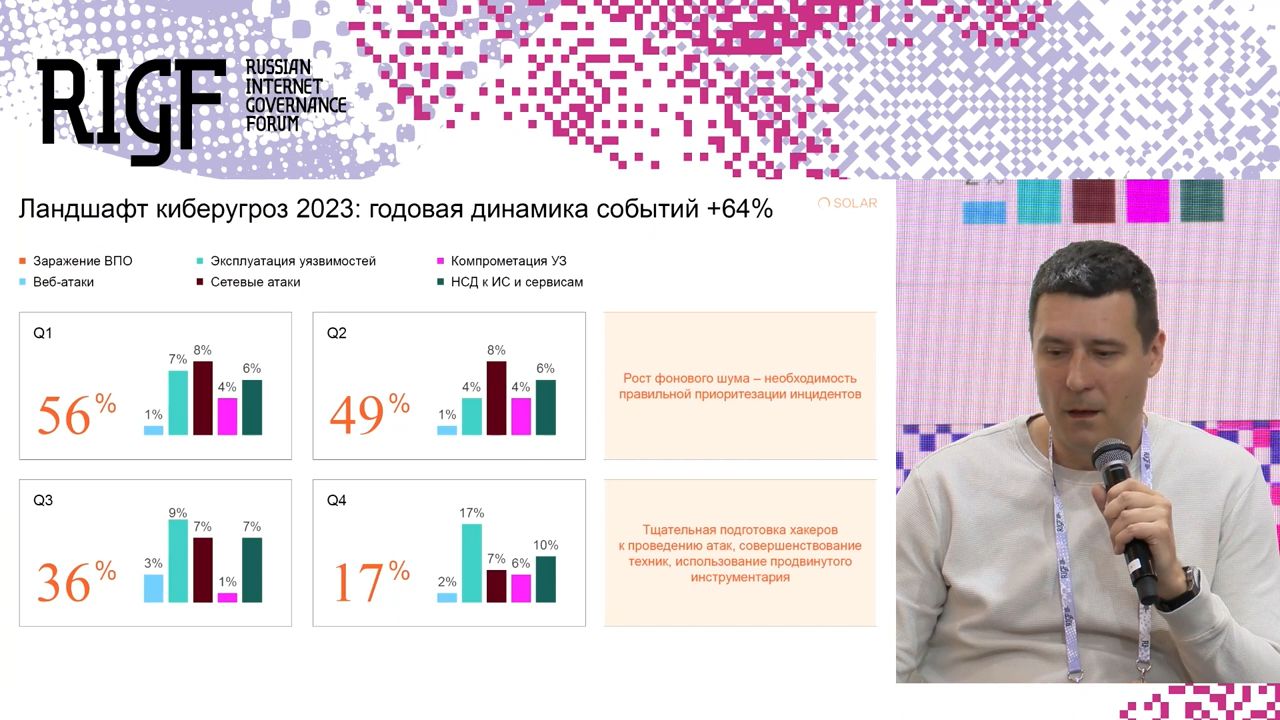 RIGF
RUSSIAN
INTERNET
GOVERNANCE
FORUM
Ландшафт киберугроз 2023: годовая динамика событий +64%
SOLAR
Заражение ВПО
Эксплуатация уязвимостей
Компрометация УЗ
Веб-атаки
Сетевые атаки
НСД к ИС и сервисам
Q1
56%
1%
7%
8%
4%
6%
Q2
49%
1%
4%
8%
4%
6%
Рост фонового шума – необходимость
правильной приоритезации инцидентов
Q3
36%
3%
9%
7%
1%
7%
Q4
17%
2%
17%
7%
6%
10%
Тщательная подготовка хакеров
к проведению атак, совершенствование
техник, использование продвинутого
инструментария